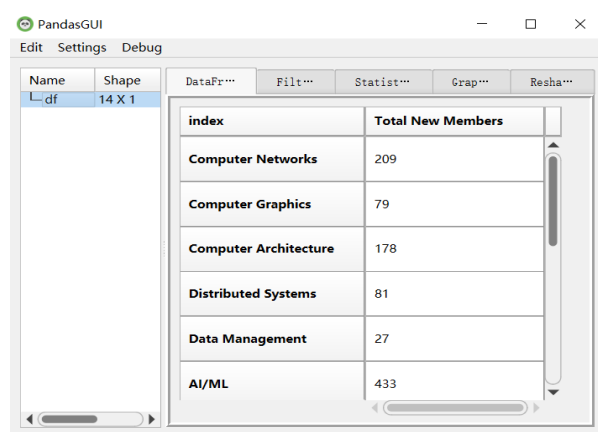 PandasGUI
Edit Settings Debug
Name Shape
df 14 X 1
DataFr··· Filt··· Statist··· Grap··· Resha···
index Total New Members
Computer Networks 209
Computer Graphics 79
Computer Architecture 178
Distributed Systems 81
Data Management 27
AI/ML 433